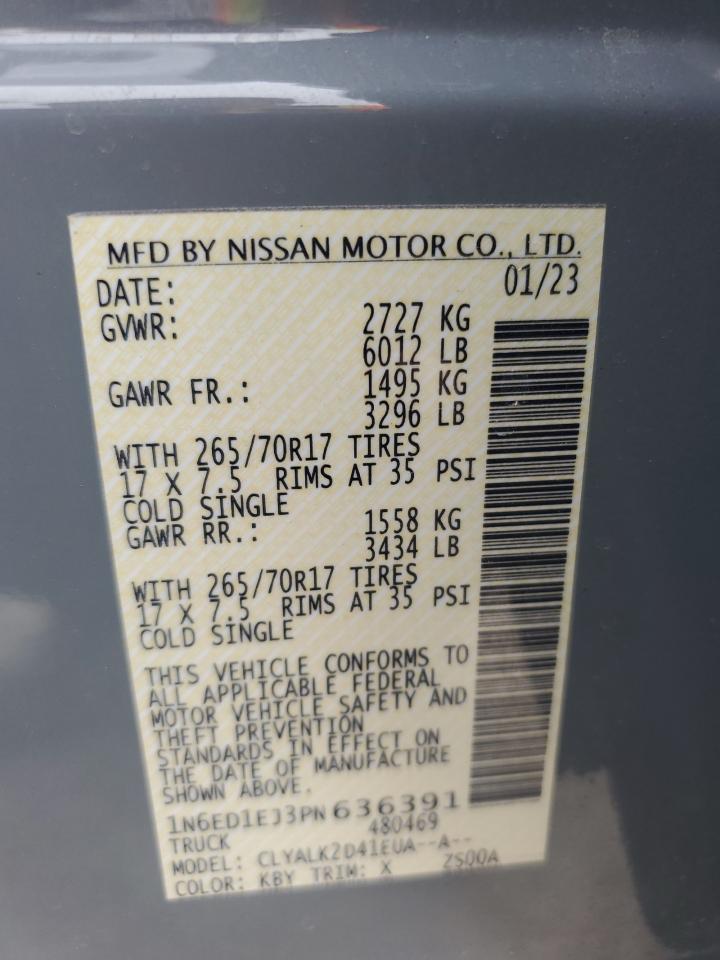 MFD BY NISSAN MOTOR CO., LTD.
DATE: 01/23
GVWR: 2727 KG
6012 LB
GAWR FR.: 1495 KG
3296 LB
WITH 265/70R17 TIRES
17 X 7.5 RIMS AT 35 PSI
COLD SINGLE
GAWR RR.: 1558 KG
3434 LB
WITH 265/70R17 TIRES
17 X 7.5 RIMS AT 35 PSI
COLD SINGLE
THIS VEHICLE CONFORMS TO
ALL APPLICABLE FEDERAL
MOTOR VEHICLE SAFETY AND
THEFT PREVENTION
STANDARDS IN EFFECT ON
THE DATE OF MANUFACTURE
SHOWN ABOVE.
1N6ED1EJ3PN636391
TRUCK 480469
MODEL: CLYALK2D41EUA--A--
COLOR: KBY TRIM: X ZS00A